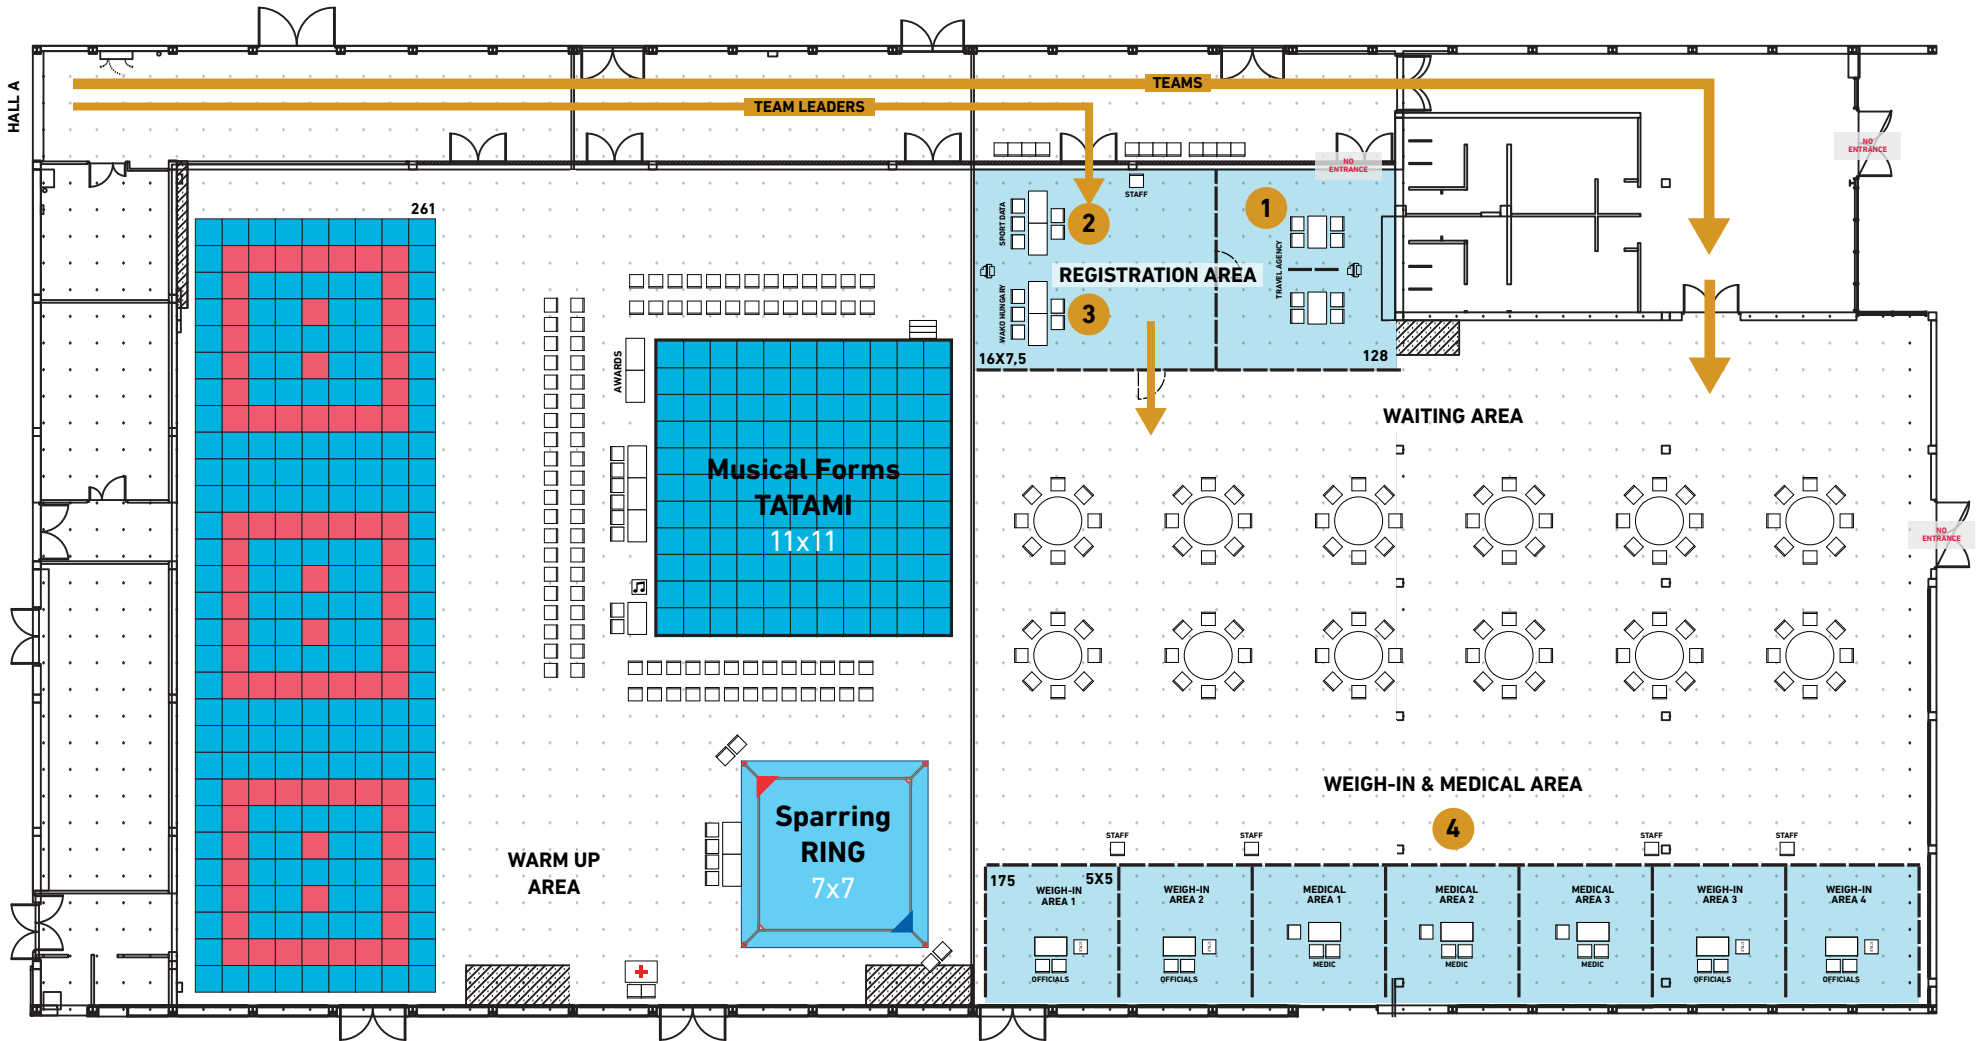 HALL A
TEAMS
TEAM LEADERS
NO
ENTRANCE
NO
ENTRANCE
261
STAFF
SPORT DATA
2
1
TRAVEL AGENCY
REGISTRATION AREA
WAKO HUNGARY
3
16X7,5
128
AWARDS
WAITING AREA
Musical Forms
TATAMI
11x11
NO
ENTRANCE
WEIGH-IN & MEDICAL AREA
4
Sparring
RING
7x7
WARM UP
AREA
STAFF
STAFF
STAFF
STAFF
175
5X5
WEIGH-IN
AREA 1
WEIGH-IN
AREA 2
MEDICAL
AREA 1
MEDICAL
AREA 2
MEDICAL
AREA 3
WEIGH-IN
AREA 3
WEIGH-IN
AREA 4
OFFICIALS
OFFICIALS
MEDIC
MEDIC
MEDIC
OFFICIALS
OFFICIALS